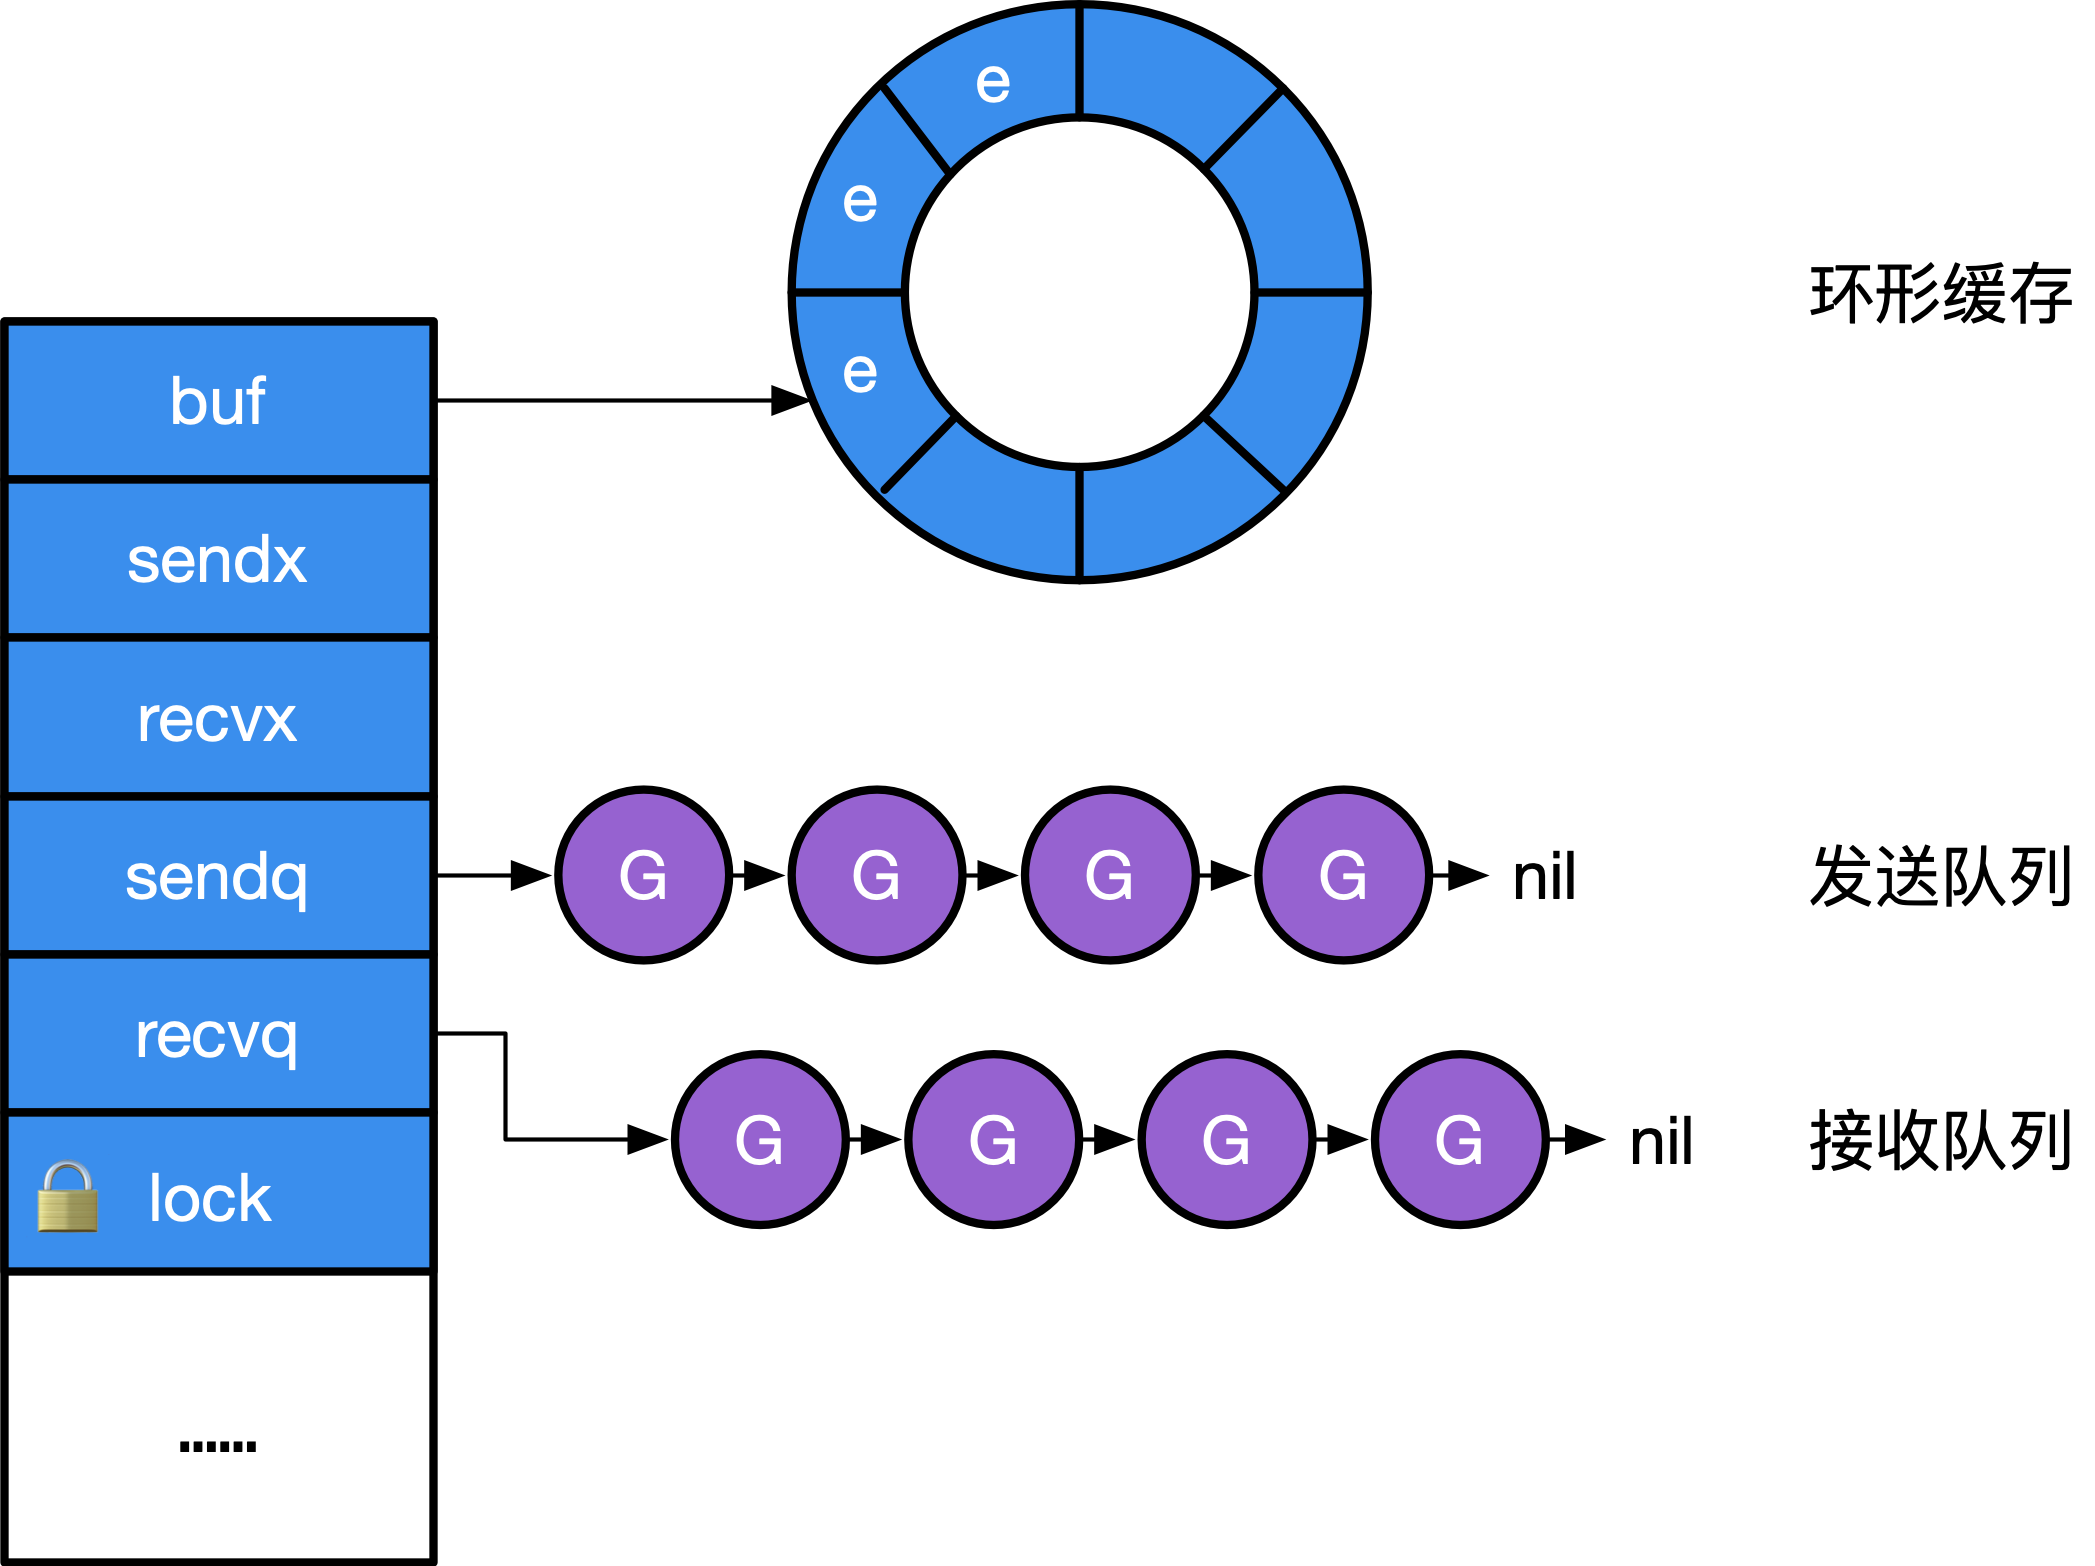 e
e
e
环形缓存
buf
sendx
recvx
sendq
G
G
G
G
nil
发送队列
recvq
G
G
G
G
nil
接收队列
lock
......